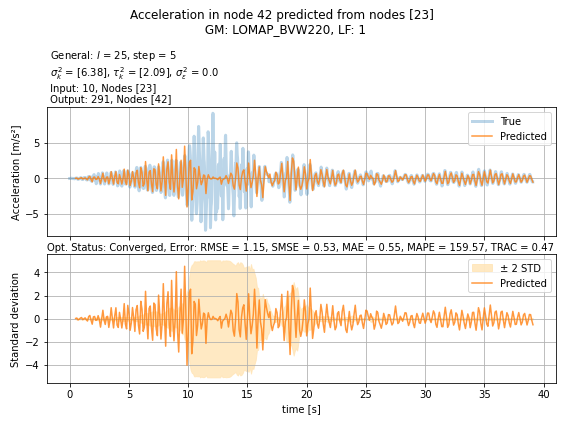 Acceleration in node 42 predicted from nodes [23]
GM: LOMAP_BVW220, LF: 1
General: l = 25, step = 5
σ²_k = [6.38], τ²_k = [2.09], σ²_ε = 0.0
Input: 10, Nodes [23]
Output: 291, Nodes [42]
Acceleration [m/s²]
5
0
−5
True
Predicted
Opt. Status: Converged, Error: RMSE = 1.15, SMSE = 0.53, MAE = 0.55, MAPE = 159.57, TRAC = 0.47
Standard deviation
4
2
0
−2
−4
± 2 STD
Predicted
0 5 10 15 20 25 30 35 40
time [s]